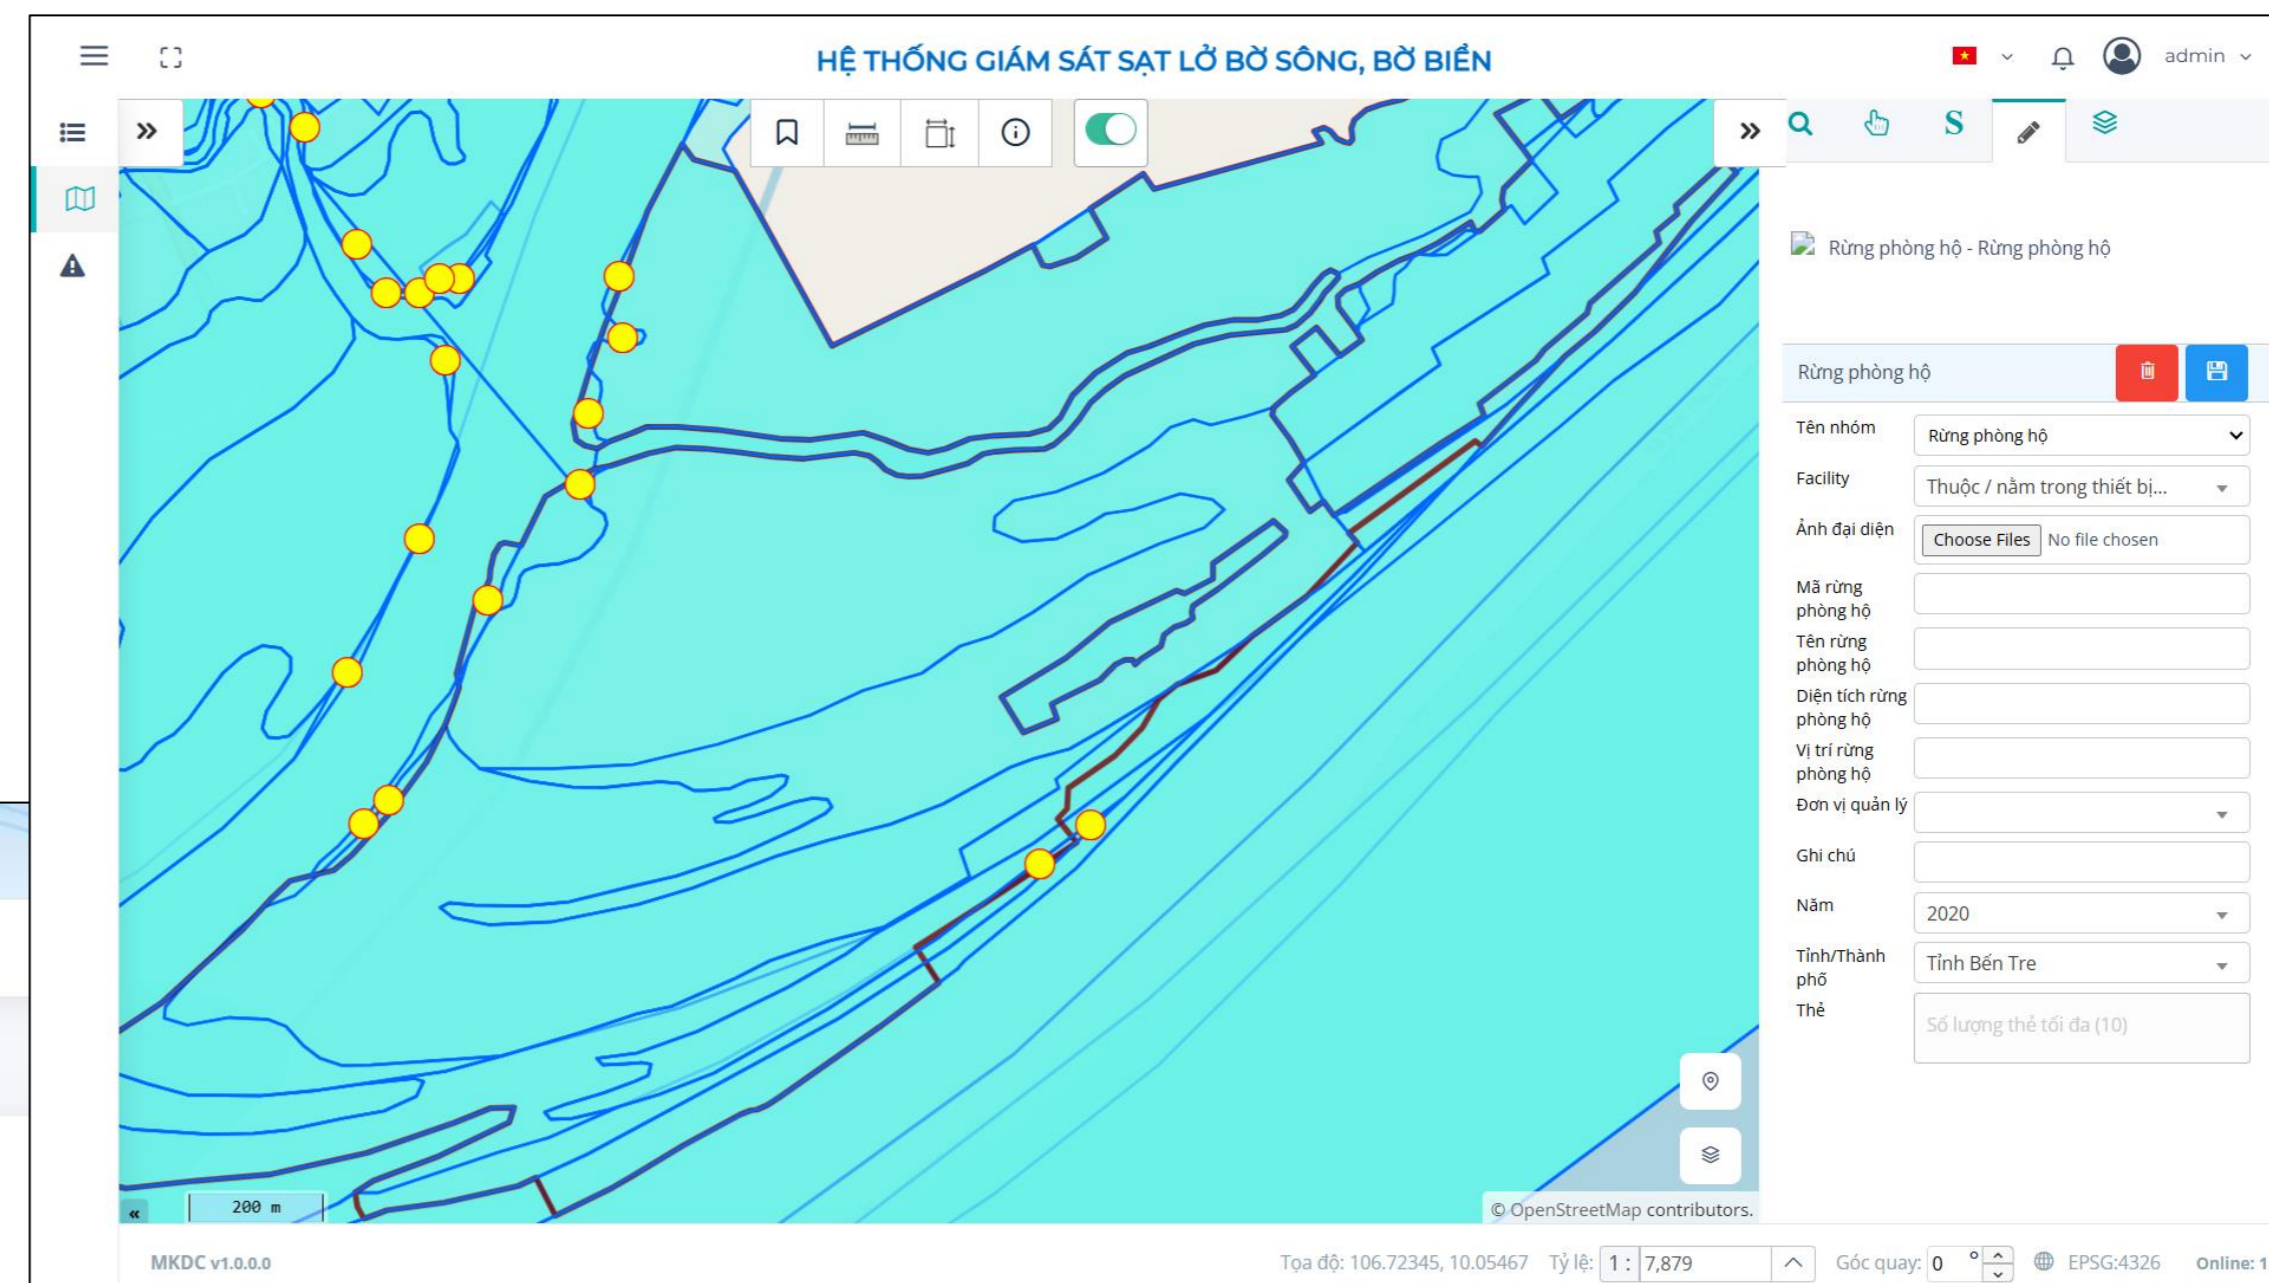 HỆ THỐNG GIÁM SÁT SẠT LỞ BỜ SÔNG, BỜ BIỂN
admin
S
Rừng phòng hộ - Rừng phòng hộ
Rừng phòng hộ
Tên nhóm
Rừng phòng hộ
Facility
Thuộc / nằm trong thiết bị...
Ảnh đại diện
Choose Files No file chosen
Mã rừng
phòng hộ
Tên rừng
phòng hộ
Diện tích rừng
phòng hộ
Vị trí rừng
phòng hộ
Đơn vị quản lý
Ghi chú
Năm
2020
Tỉnh/Thành
phố
Tỉnh Bến Tre
Thẻ
Số lượng thẻ tối đa (10)
200 m
© OpenStreetMap contributors.
MKDC v1.0.0.0
Tọa độ: 106.72345, 10.05467 Tỷ lệ: 1 : 7,879 Góc quay: 0 ° EPSG:4326 Online: 1